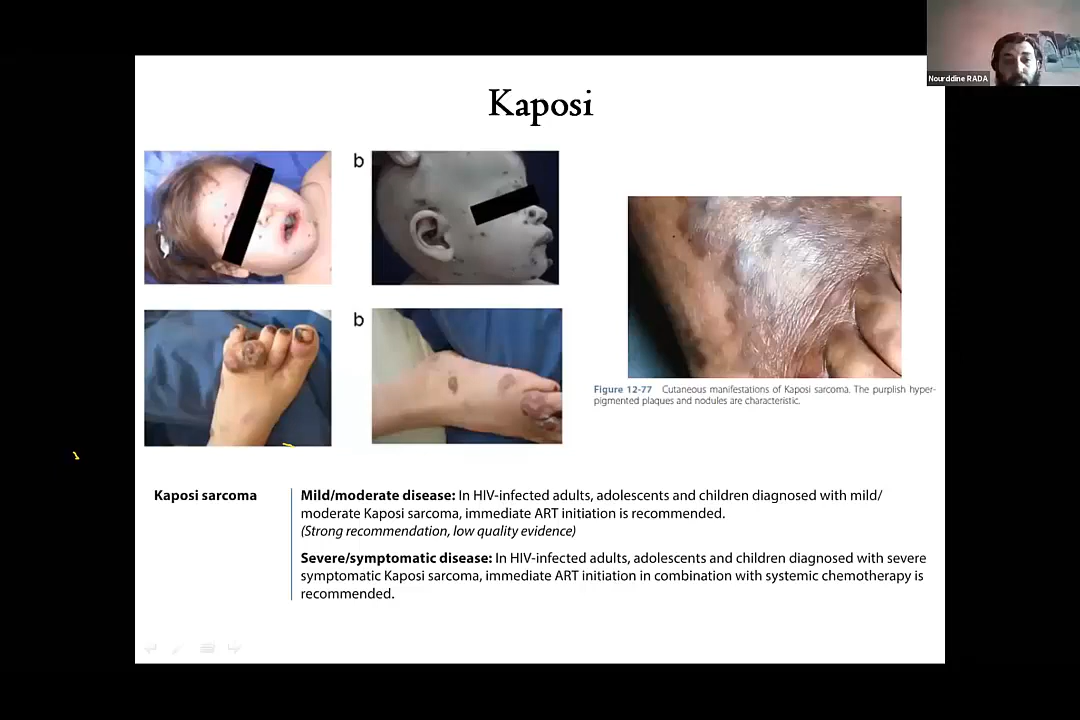 Nourddine RADA
Kaposi
b
b
Figure 12-77 Cutaneous manifestations of Kaposi sarcoma. The purplish hyper-
pigmented plaques and nodules are characteristic.
Kaposi sarcoma
Mild/moderate disease: In HIV-infected adults, adolescents and children diagnosed with mild/
moderate Kaposi sarcoma, immediate ART initiation is recommended.
(Strong recommendation, low quality evidence)
Severe/symptomatic disease: In HIV-infected adults, adolescents and children diagnosed with severe
symptomatic Kaposi sarcoma, immediate ART initiation in combination with systemic chemotherapy is
recommended.